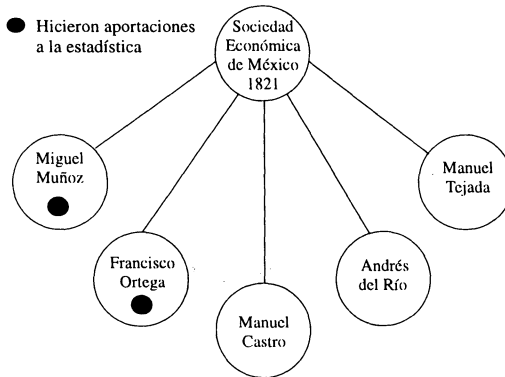 Hicieron aportaciones
a la estadística
Sociedad
Económica
de México
1821
Miguel
Muñoz
Manuel
Tejada
Francisco
Ortega
Andrés
del Río
Manuel
Castro